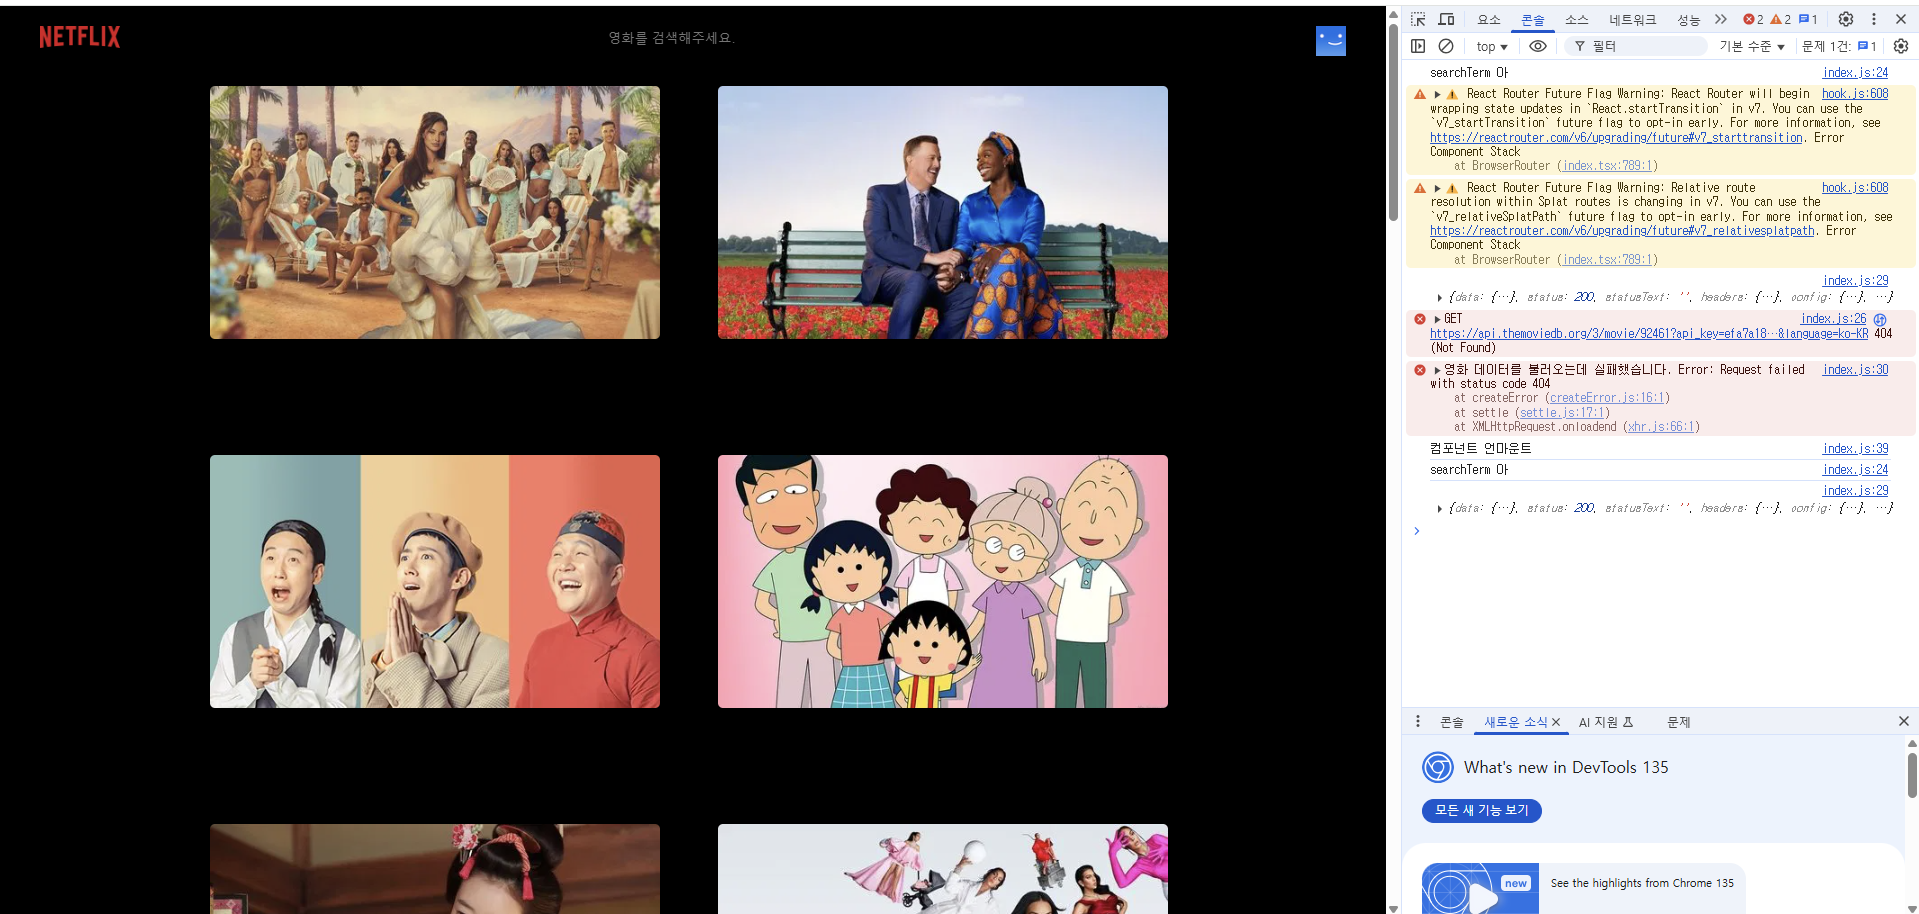 NETFLIX
영화를 검색해주세요.
요소 콘솔 소스 네트워크 성능 2 2 1
top 필터 기본 수준 문제 1건: 1
searchTerm 아 index.js:24
React Router Future Flag Warning: React Router will begin hook.js:608
wrapping state updates in `React.startTransition` in v7. You can use the
`v7_startTransition` future flag to opt-in early. For more information, see
https://reactrouter.com/v6/upgrading/future#v7_starttransition. Error
Component Stack
at BrowserRouter (index.tsx:789:1)
React Router Future Flag Warning: Relative route hook.js:608
resolution within Splat routes is changing in v7. You can use the
`v7_relativeSplatPath` future flag to opt-in early. For more information, see
https://reactrouter.com/v6/upgrading/future#v7_relativesplatpath. Error
Component Stack
at BrowserRouter (index.tsx:789:1)
index.js:29
{data: {…}, status: 200, statusText: '', headers: {…}, config: {…}, …}
GET index.js:26
https://api.themoviedb.org/3/movie/92461?api_key=efa7a18…&language=ko-KR 404
(Not Found)
영화 데이터를 불러오는데 실패했습니다. Error: Request failed index.js:30
with status code 404
at createError (createError.js:16:1)
at settle (settle.js:17:1)
at XMLHttpRequest.onloadend (xhr.js:66:1)
컴포넌트 언마운트 index.js:39
searchTerm 아 index.js:24
index.js:29
{data: {…}, status: 200, statusText: '', headers: {…}, config: {…}, …}
콘솔 새로운 소식 AI 지원 문제
What's new in DevTools 135
모든 새 기능 보기
new See the highlights from Chrome 135